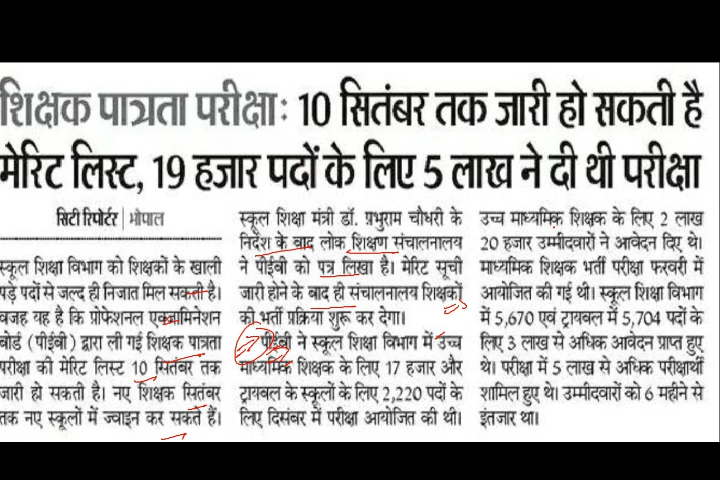 शिक्षक पात्रता परीक्षाः 10 सितंबर तक जारी हो सकती है
मेरिट लिस्ट, 19 हजार पदों के लिए 5 लाख ने दी थी परीक्षा
सिटी रिपोर्टर | भोपाल
स्कूल शिक्षा विभाग को शिक्षकों के खाली
पड़े पदों से जल्द ही निजात मिल सकती है।
वजह यह है कि प्रोफेशनल एक्जामिनेशन
बोर्ड (पीईबी) द्वारा ली गई शिक्षक पात्रता
परीक्षा की मेरिट लिस्ट 10 सितंबर तक
जारी हो सकती है। नए शिक्षक सितंबर
तक नए स्कूलों में ज्वाइन कर सकते हैं।
स्कूल शिक्षा मंत्री डॉ. प्रभुराम चौधरी के
निर्देश के बाद लोक शिक्षण संचालनालय
ने पीईबी को पत्र लिखा है। मेरिट सूची
जारी होने के बाद ही संचालनालय शिक्षकों
की भर्ती प्रक्रिया शुरू कर देगा।
पीईबी ने स्कूल शिक्षा विभाग में उच्च
माध्यमिक शिक्षक के लिए 17 हजार और
ट्रायबल के स्कूलों के लिए 2,220 पदों के
लिए दिसंबर में परीक्षा आयोजित की थी।
उच्च माध्यमिक शिक्षक के लिए 2 लाख
20 हजार उम्मीदवारों ने आवेदन दिए थे।
माध्यमिक शिक्षक भर्ती परीक्षा फरवरी में
आयोजित की गई थी। स्कूल शिक्षा विभाग
में 5,670 एवं ट्रायबल में 5,704 पदों के
लिए 3 लाख से अधिक आवेदन प्राप्त हुए
थे। परीक्षा में 5 लाख से अधिक परीक्षार्थी
शामिल हुए थे। उम्मीदवारों को 6 महीने से
इंतजार था।